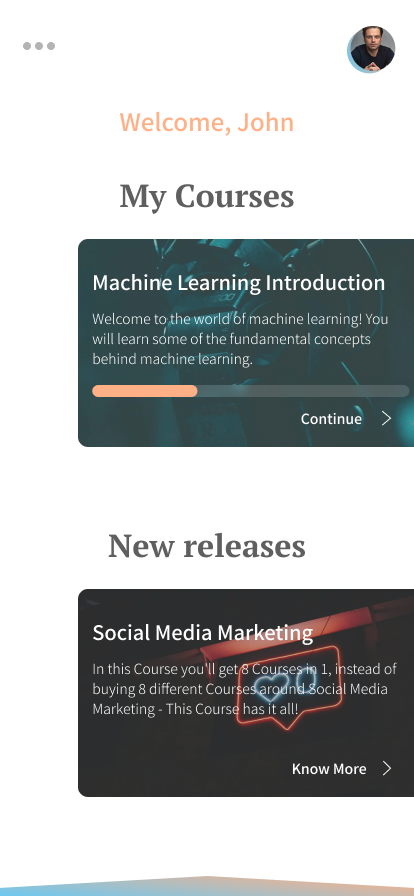 Welcome, John
My Courses
Machine Learning Introduction
Welcome to the world of machine learning! You
will learn some of the fundamental concepts
behind machine learning.
Continue
New releases
Social Media Marketing
In this Course you'll get 8 Courses in 1, instead of
buying 8 different Courses around Social Media
Marketing - This Course has it all!
Know More